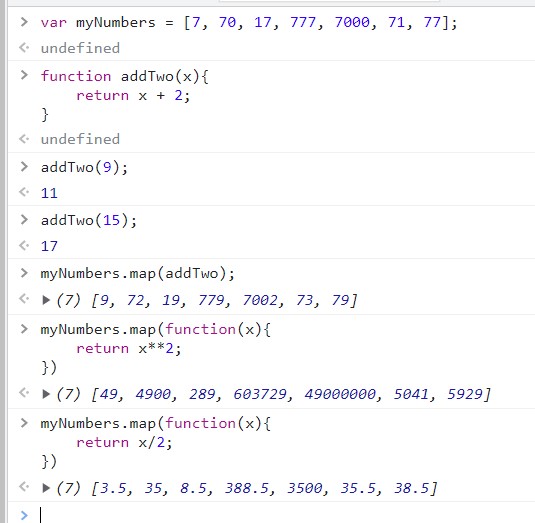 > var myNumbers = [7, 70, 17, 777, 7000, 71, 77];
undefined
> function addTwo(x){
return x + 2;
}
undefined
> addTwo(9);
11
> addTwo(15);
17
> myNumbers.map(addTwo);
(7) [9, 72, 19, 779, 7002, 73, 79]
> myNumbers.map(function(x){
return x**2;
})
(7) [49, 4900, 289, 603729, 49000000, 5041, 5929]
> myNumbers.map(function(x){
return x/2;
})
(7) [3.5, 35, 8.5, 388.5, 3500, 35.5, 38.5]
>